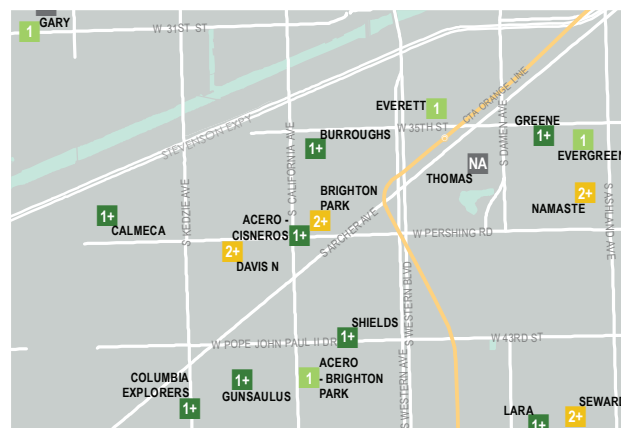 GARY
1
W 31ST ST
EVERETT
1
CTA ORANGE LINE
W 35TH ST
S DAMEN AVE
GREENE
1+
1
EVERGREEN
STEVENSON EXPY
S CALIFORNIA AVE
BURROUGHS
1+
THOMAS
NA
2+
NAMASTE
S ASHLAND AVE
1+
CALMECA
S KEDZIE AVE
BRIGHTON
PARK
2+
ACERO -
CISNEROS
1+
S ARCHER AVE
W PERSHING RD
2+
DAVIS N
S WESTERN BLVD
SHIELDS
1+
W POPE JOHN PAUL II DR
W 43RD ST
S WESTERN AVE
COLUMBIA
EXPLORERS
1+
1+
GUNSAULUS
1
ACERO
- BRIGHTON
PARK
LARA
1+
2+
SEWARD